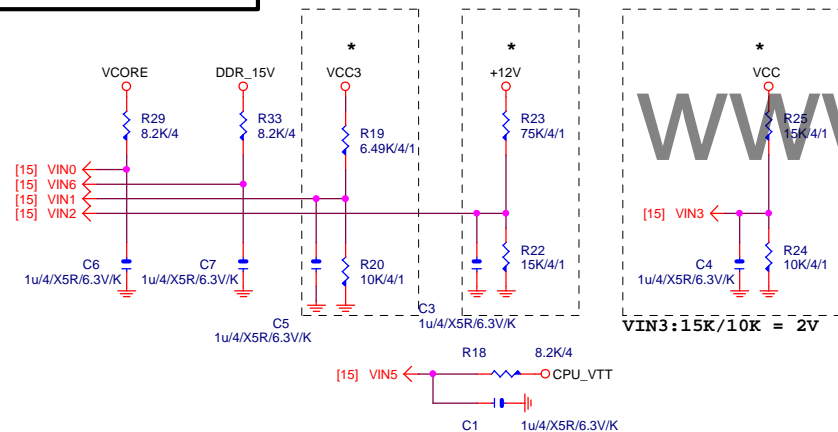 * * *
VCORE DDR_15V VCC3 +12V VCC
R29
8.2K/4
R33
8.2K/4
R19
6.49K/4/1
R23
75K/4/1
R25
15K/4/1
[15] VIN0
[15] VIN6
[15] VIN1
[15] VIN2
[15] VIN3
C6
1u/4/X5R/6.3V/K
C7
1u/4/X5R/6.3V/K
R20
10K/4/1
R22
15K/4/1
C4
1u/4/X5R/6.3V/K
R24
10K/4/1
C5
1u/4/X5R/6.3V/K
C3
1u/4/X5R/6.3V/K
VIN3:15K/10K = 2V
R18 8.2K/4
[15] VIN5 CPU_VTT
C1 1u/4/X5R/6.3V/K